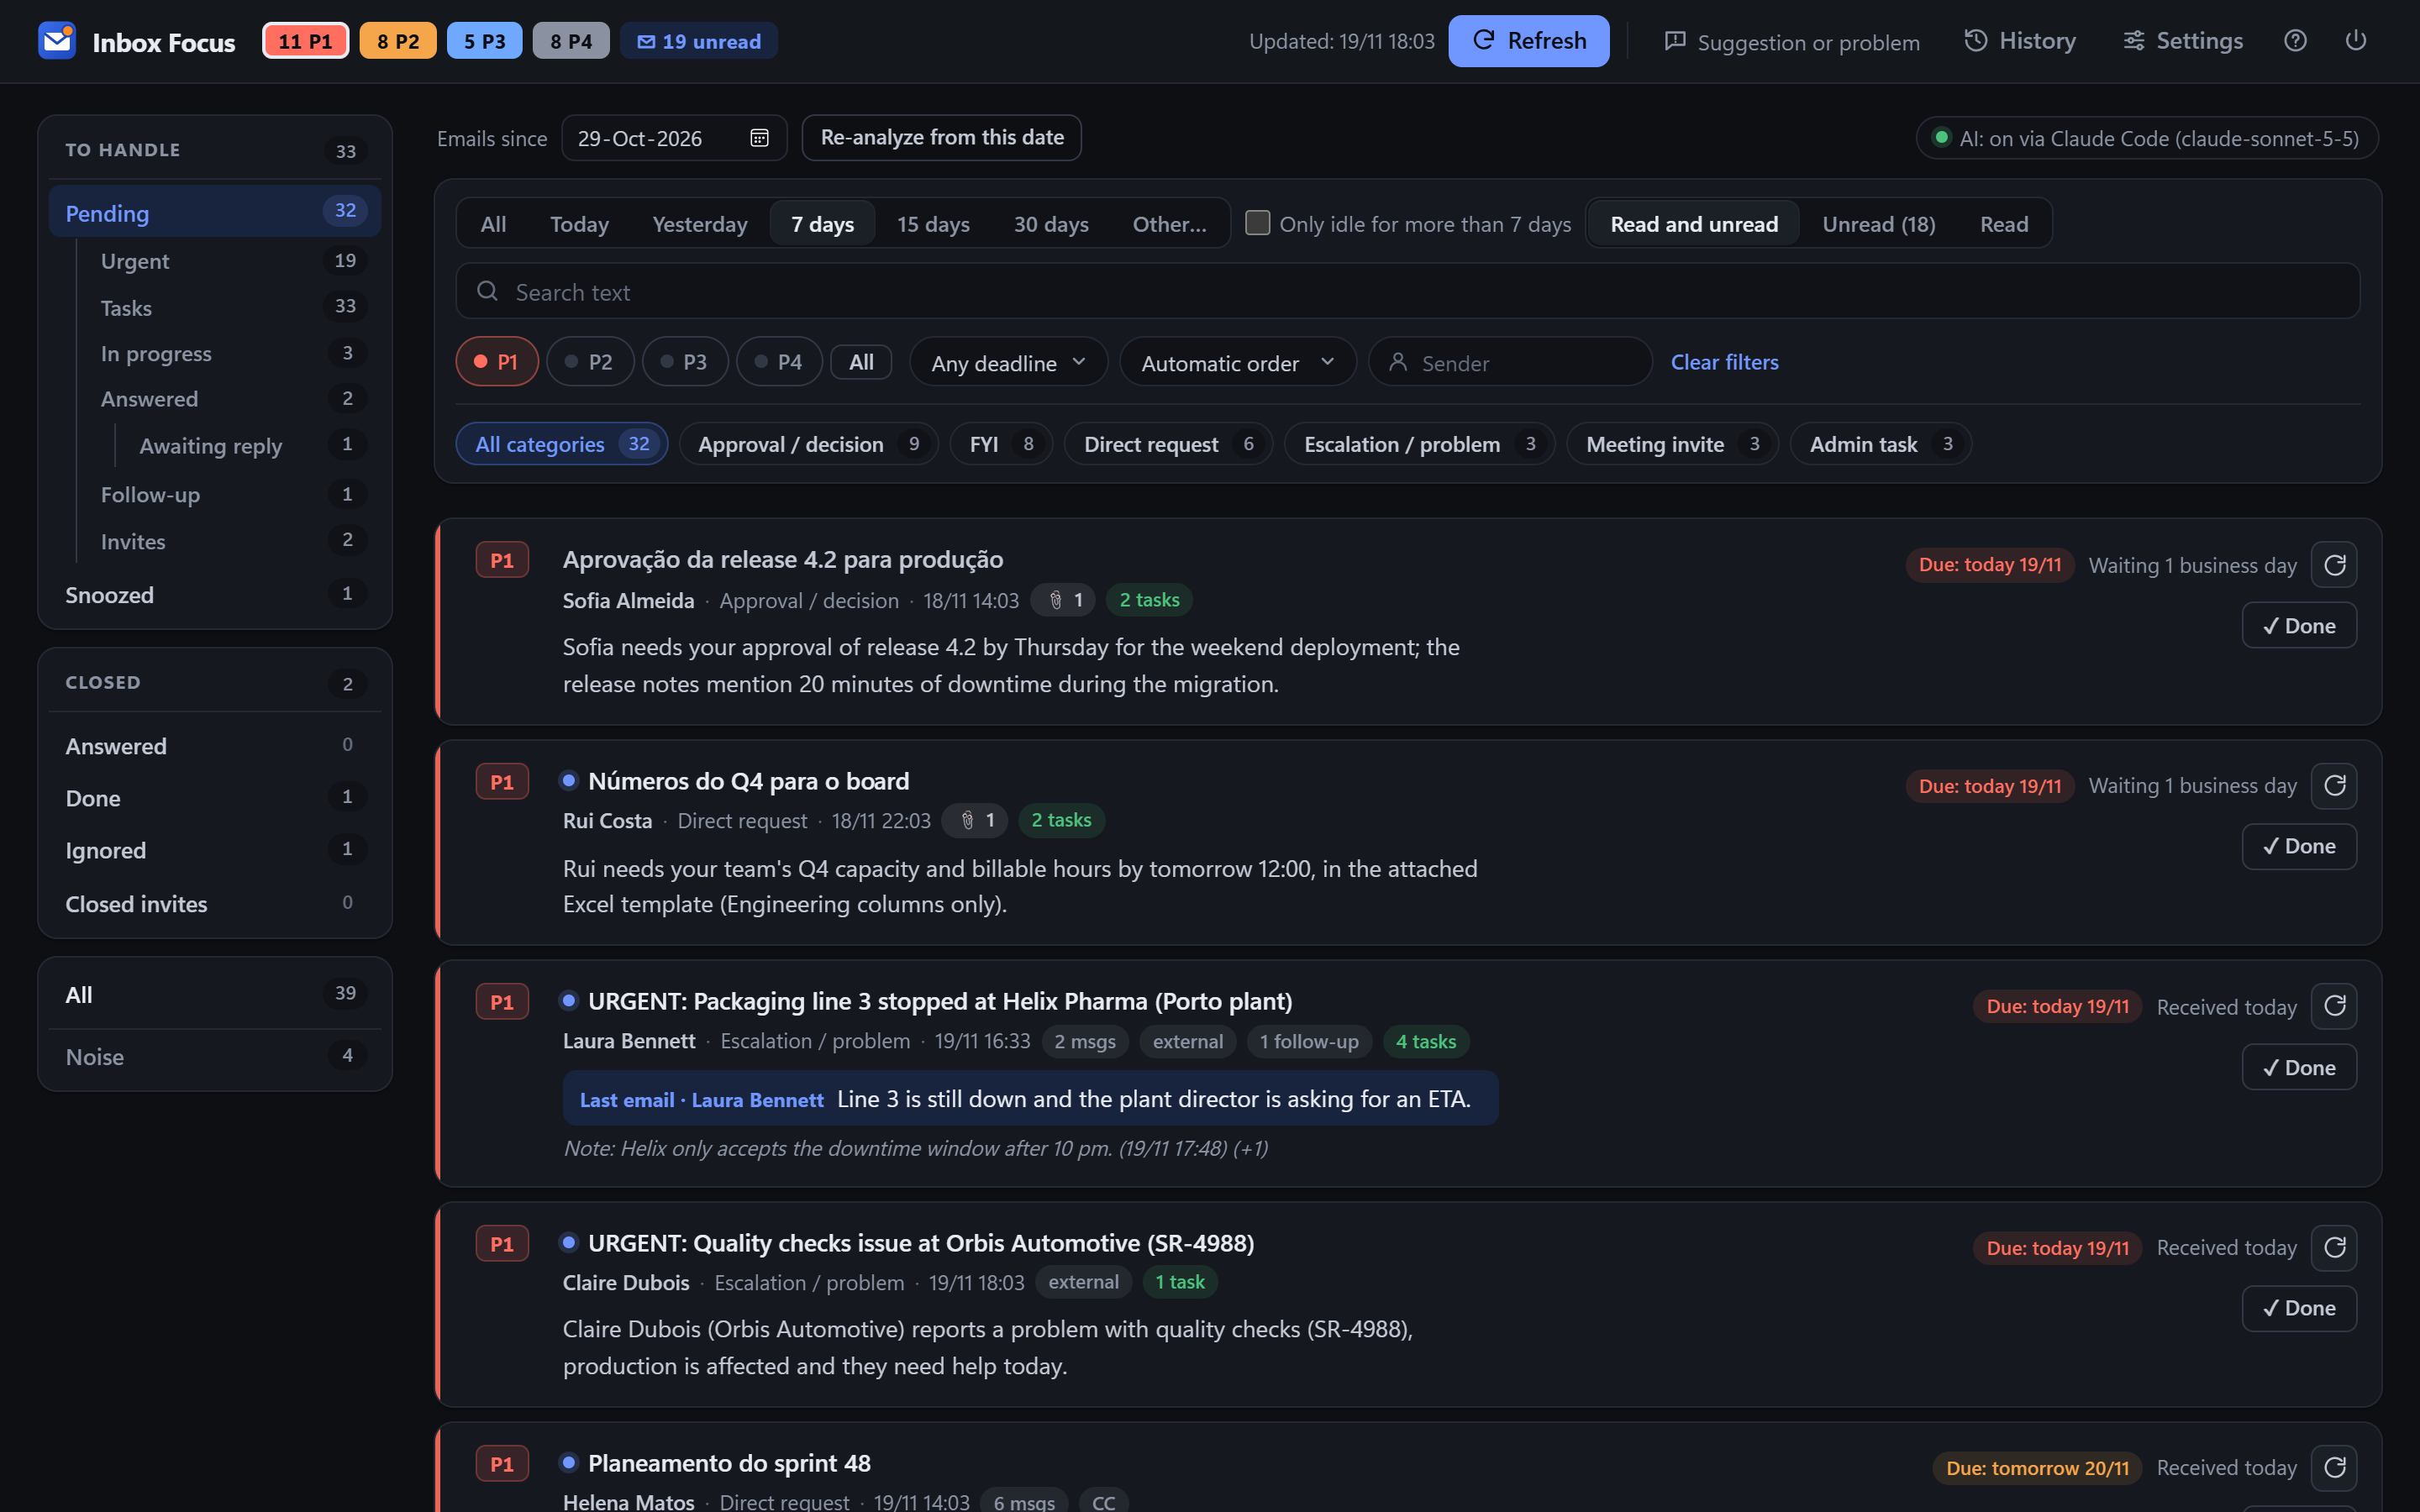 Inbox Focus 11 P1 8 P2 5 P3 8 P4 19 unread Updated: 19/11 18:03 Refresh Suggestion or problem History Settings
TO HANDLE 33
Pending 32
Urgent 19
Tasks 33
In progress 3
Answered 2
Awaiting reply 1
Follow-up 1
Invites 2
Snoozed 1
CLOSED 2
Answered 0
Done 1
Ignored 1
Closed invites 0
All 39
Noise 4
Emails since 29-Oct-2026 Re-analyze from this date AI: on via Claude Code (claude-sonnet-5-5)
All Today Yesterday 7 days 15 days 30 days Other... Only idle for more than 7 days Read and unread Unread (18) Read
Search text
P1 P2 P3 P4 All Any deadline Automatic order Sender Clear filters
All categories 32 Approval / decision 9 FYI 8 Direct request 6 Escalation / problem 3 Meeting invite 3 Admin task 3
P1 Aprovação da release 4.2 para produção Due: today 19/11 Waiting 1 business day
Sofia Almeida · Approval / decision · 18/11 14:03 1 2 tasks
✓ Done
Sofia needs your approval of release 4.2 by Thursday for the weekend deployment; the
release notes mention 20 minutes of downtime during the migration.
P1 Números do Q4 para o board Due: today 19/11 Waiting 1 business day
Rui Costa · Direct request · 18/11 22:03 1 2 tasks
✓ Done
Rui needs your team's Q4 capacity and billable hours by tomorrow 12:00, in the attached
Excel template (Engineering columns only).
P1 URGENT: Packaging line 3 stopped at Helix Pharma (Porto plant) Due: today 19/11 Received today
Laura Bennett · Escalation / problem · 19/11 16:33 2 msgs external 1 follow-up 4 tasks
✓ Done
Last email · Laura Bennett Line 3 is still down and the plant director is asking for an ETA.
Note: Helix only accepts the downtime window after 10 pm. (19/11 17:48) (+1)
P1 URGENT: Quality checks issue at Orbis Automotive (SR-4988) Due: today 19/11 Received today
Claire Dubois · Escalation / problem · 19/11 18:03 external 1 task
✓ Done
Claire Dubois (Orbis Automotive) reports a problem with quality checks (SR-4988),
production is affected and they need help today.
P1 Planeamento do sprint 48 Due: tomorrow 20/11 Received today
Helena Matos · Direct request · 19/11 14:03 6 msgs CC